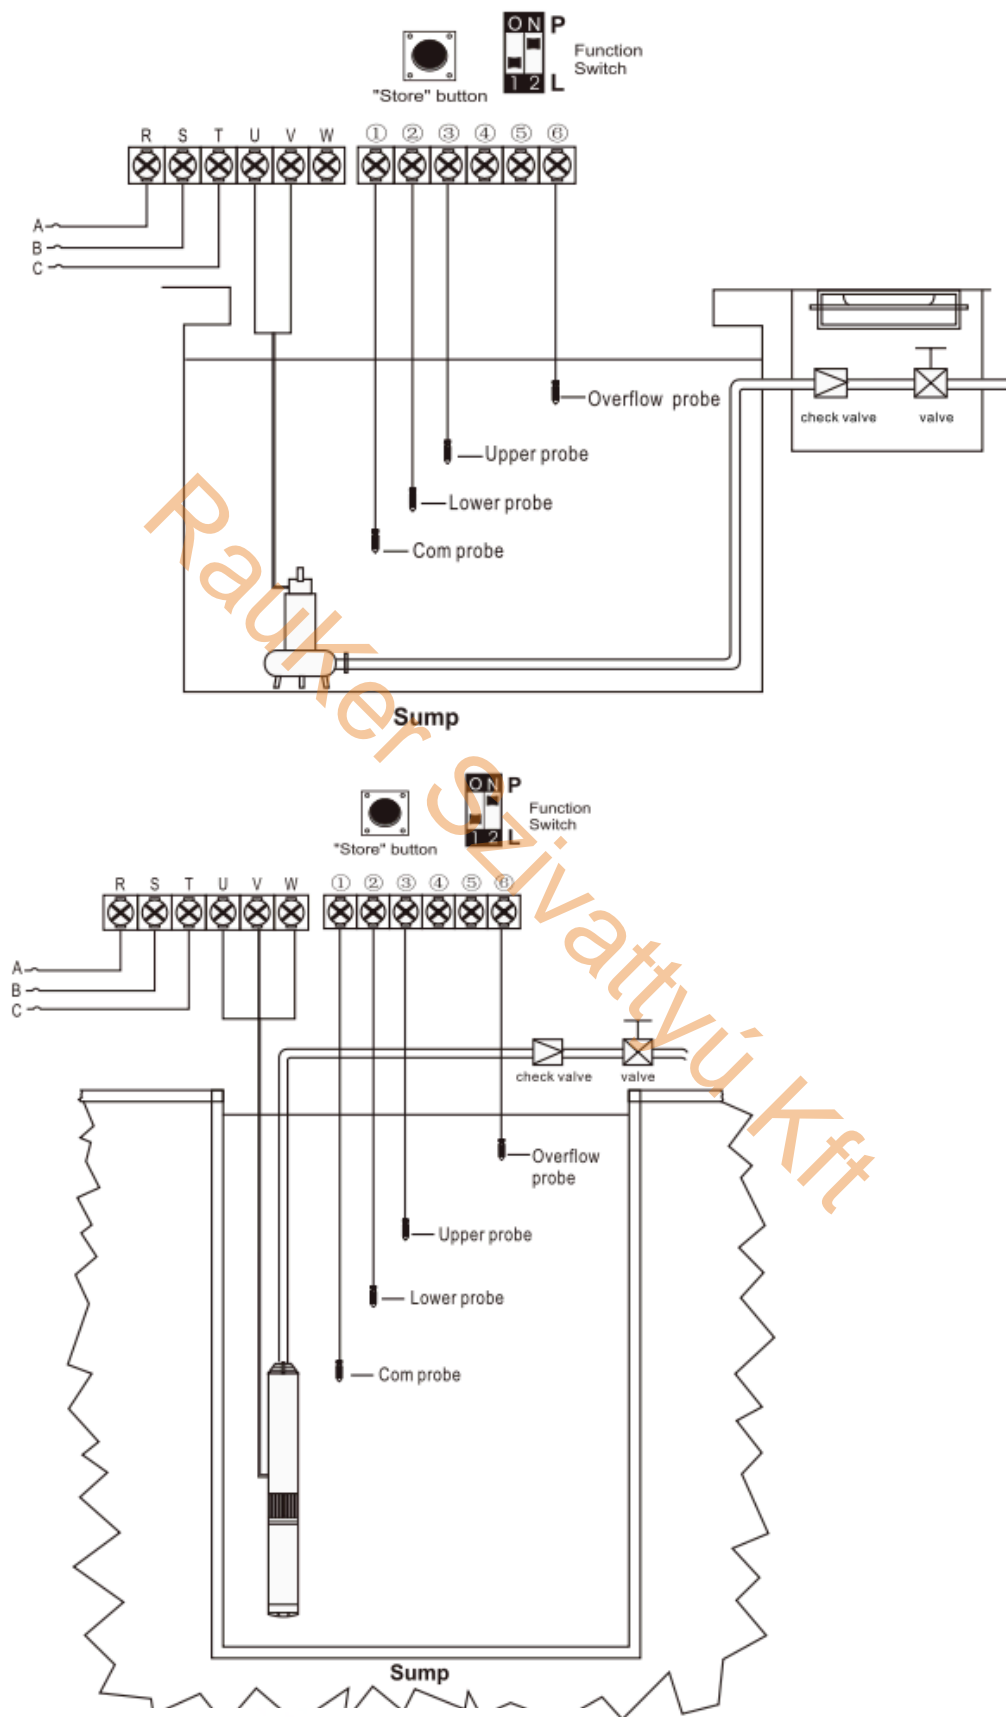 ON P
Function
Switch
1 2 L
"Store" button
R S T U V W ① ② ③ ④ ⑤ ⑥
A
B
C
Overflow probe
check valve valve
Upper probe
Lower probe
Com probe
Sump
RauKer Szivattyú Kft
ON P
Function
Switch
1 2 L
"Store" button
R S T U V W ① ② ③ ④ ⑤ ⑥
A
B
C
check valve valve
Overflow
probe
Upper probe
Lower probe
Com probe
Sump